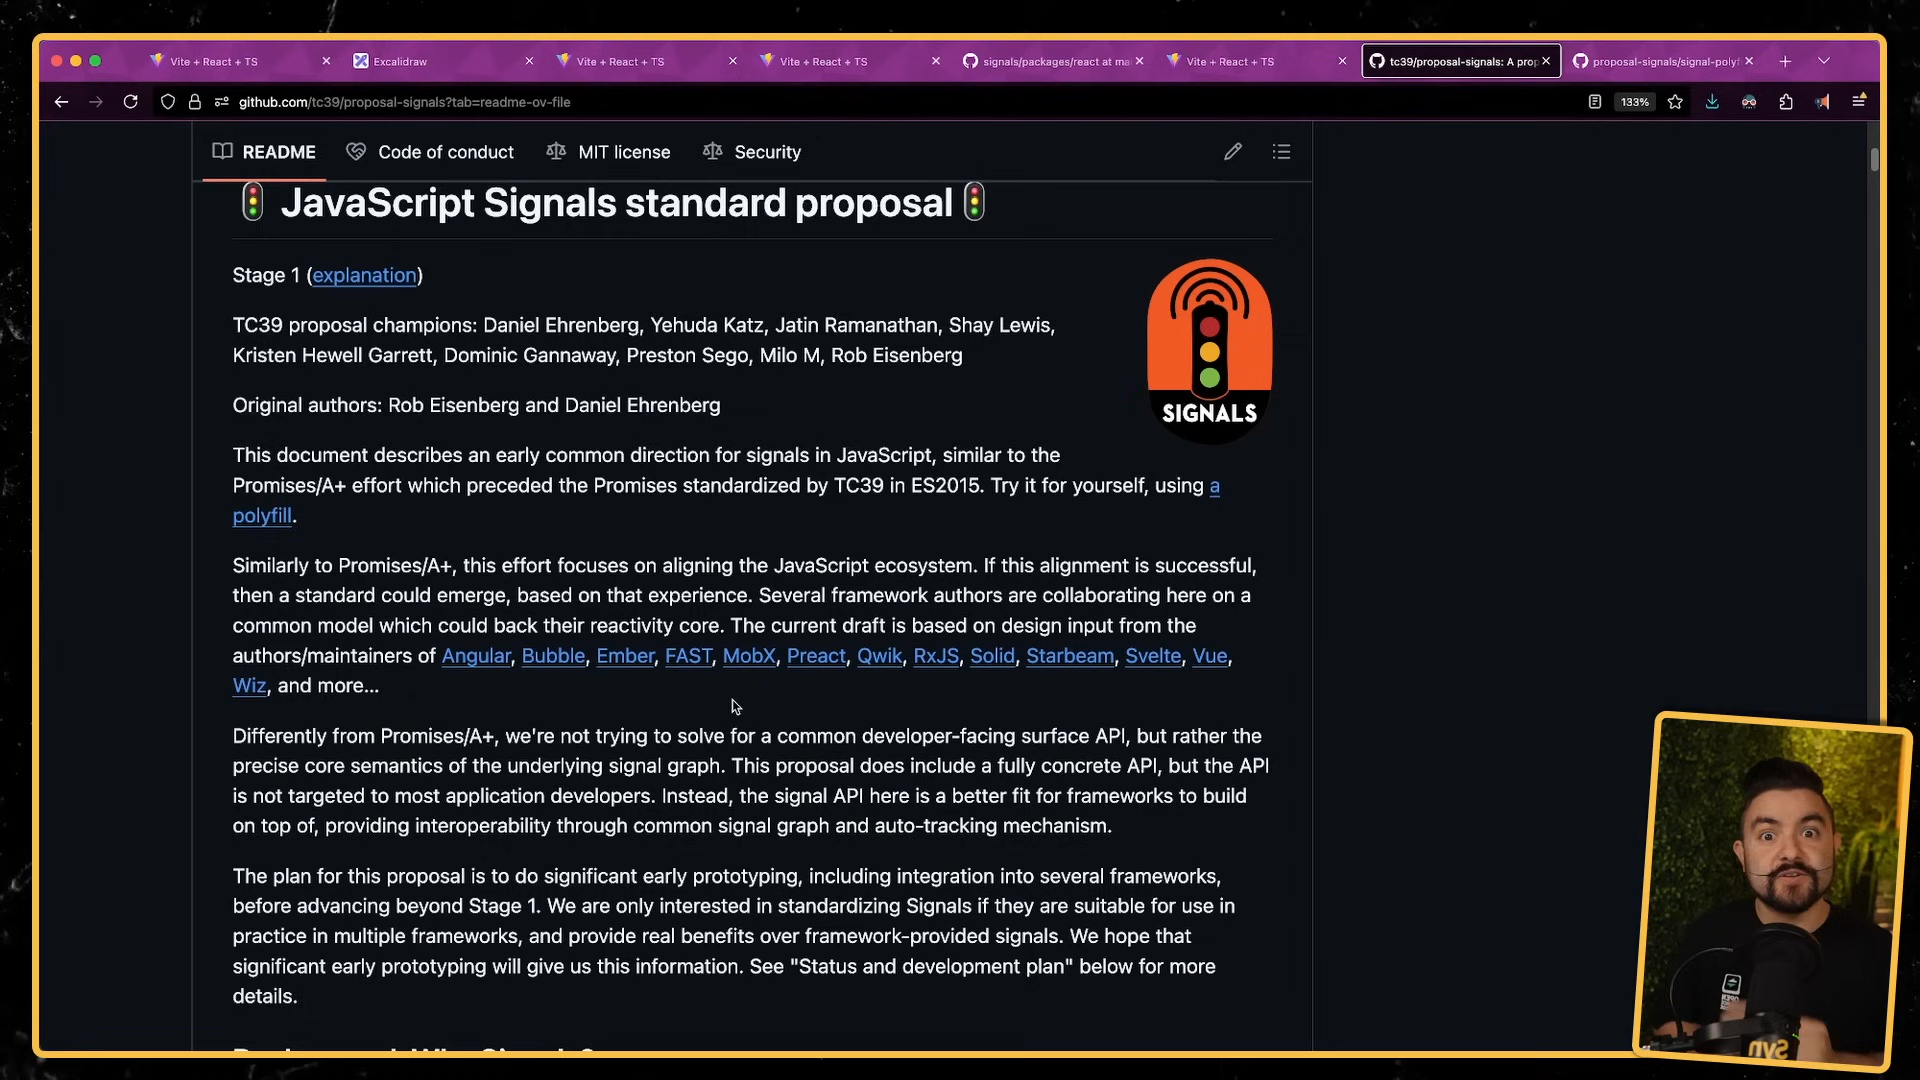 Vite + React + TS
Excalidraw
Vite + React + TS
Vite + React + TS
signals/packages/react at ma
Vite + React + TS
tc39/proposal-signals: A prop
proposal-signals/signal-polyf
github.com/tc39/proposal-signals?tab=readme-ov-file
133%
README
Code of conduct
MIT license
Security
JavaScript Signals standard proposal
Stage 1 (explanation)
TC39 proposal champions: Daniel Ehrenberg, Yehuda Katz, Jatin Ramanathan, Shay Lewis,
Kristen Hewell Garrett, Dominic Gannaway, Preston Sego, Milo M, Rob Eisenberg
SIGNALS
Original authors: Rob Eisenberg and Daniel Ehrenberg
This document describes an early common direction for signals in JavaScript, similar to the
Promises/A+ effort which preceded the Promises standardized by TC39 in ES2015. Try it for yourself, using a
polyfill.
Similarly to Promises/A+, this effort focuses on aligning the JavaScript ecosystem. If this alignment is successful,
then a standard could emerge, based on that experience. Several framework authors are collaborating here on a
common model which could back their reactivity core. The current draft is based on design input from the
authors/maintainers of Angular, Bubble, Ember, FAST, MobX, Preact, Qwik, RxJS, Solid, Starbeam, Svelte, Vue,
Wiz, and more...
Differently from Promises/A+, we're not trying to solve for a common developer-facing surface API, but rather the
precise core semantics of the underlying signal graph. This proposal does include a fully concrete API, but the API
is not targeted to most application developers. Instead, the signal API here is a better fit for frameworks to build
on top of, providing interoperability through common signal graph and auto-tracking mechanism.
The plan for this proposal is to do significant early prototyping, including integration into several frameworks,
before advancing beyond Stage 1. We are only interested in standardizing Signals if they are suitable for use in
practice in multiple frameworks, and provide real benefits over framework-provided signals. We hope that
significant early prototyping will give us this information. See "Status and development plan" below for more
details.